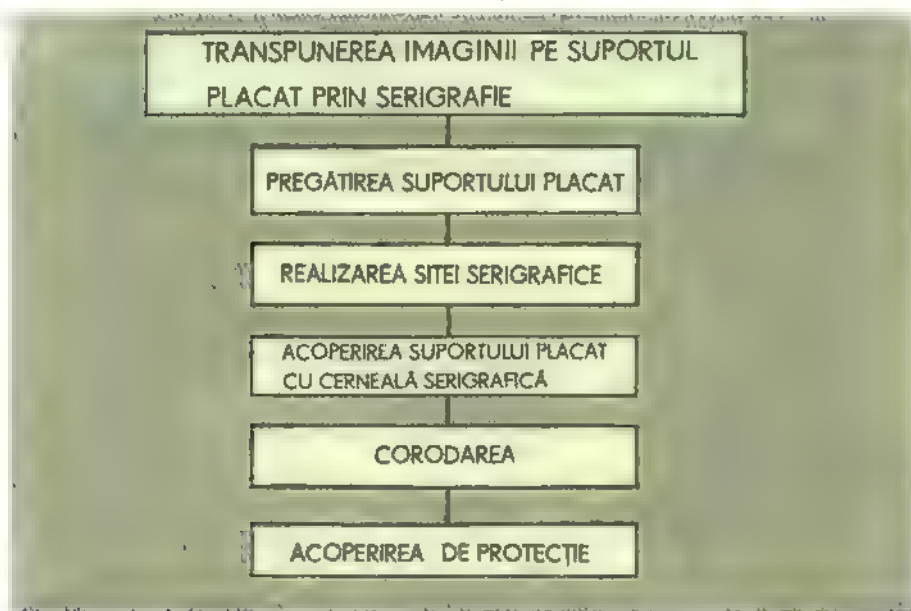 TRANSPUNEREA IMAGINII PE SUPORTUL
PLACAT PRIN SERIGRAFIE
PREGĂTIREA SUPORTULUI PLACAT
REALIZAREA SITEI SERIGRAFICE
ACOPERIREA SUPORTULUI PLACAT
CU CERNEALĂ SERIGRAFICĂ
CORODAREA
ACOPERIREA DE PROTECȚIE